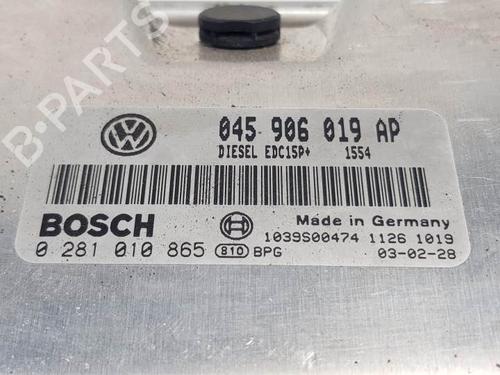 045 906 019 AP
DIESEL EDC15P+ 1554
BOSCH
Made in Germany
0 281 010 865 810 BPG
1039S00474 1126 1019
03-02-28
B-PARTS